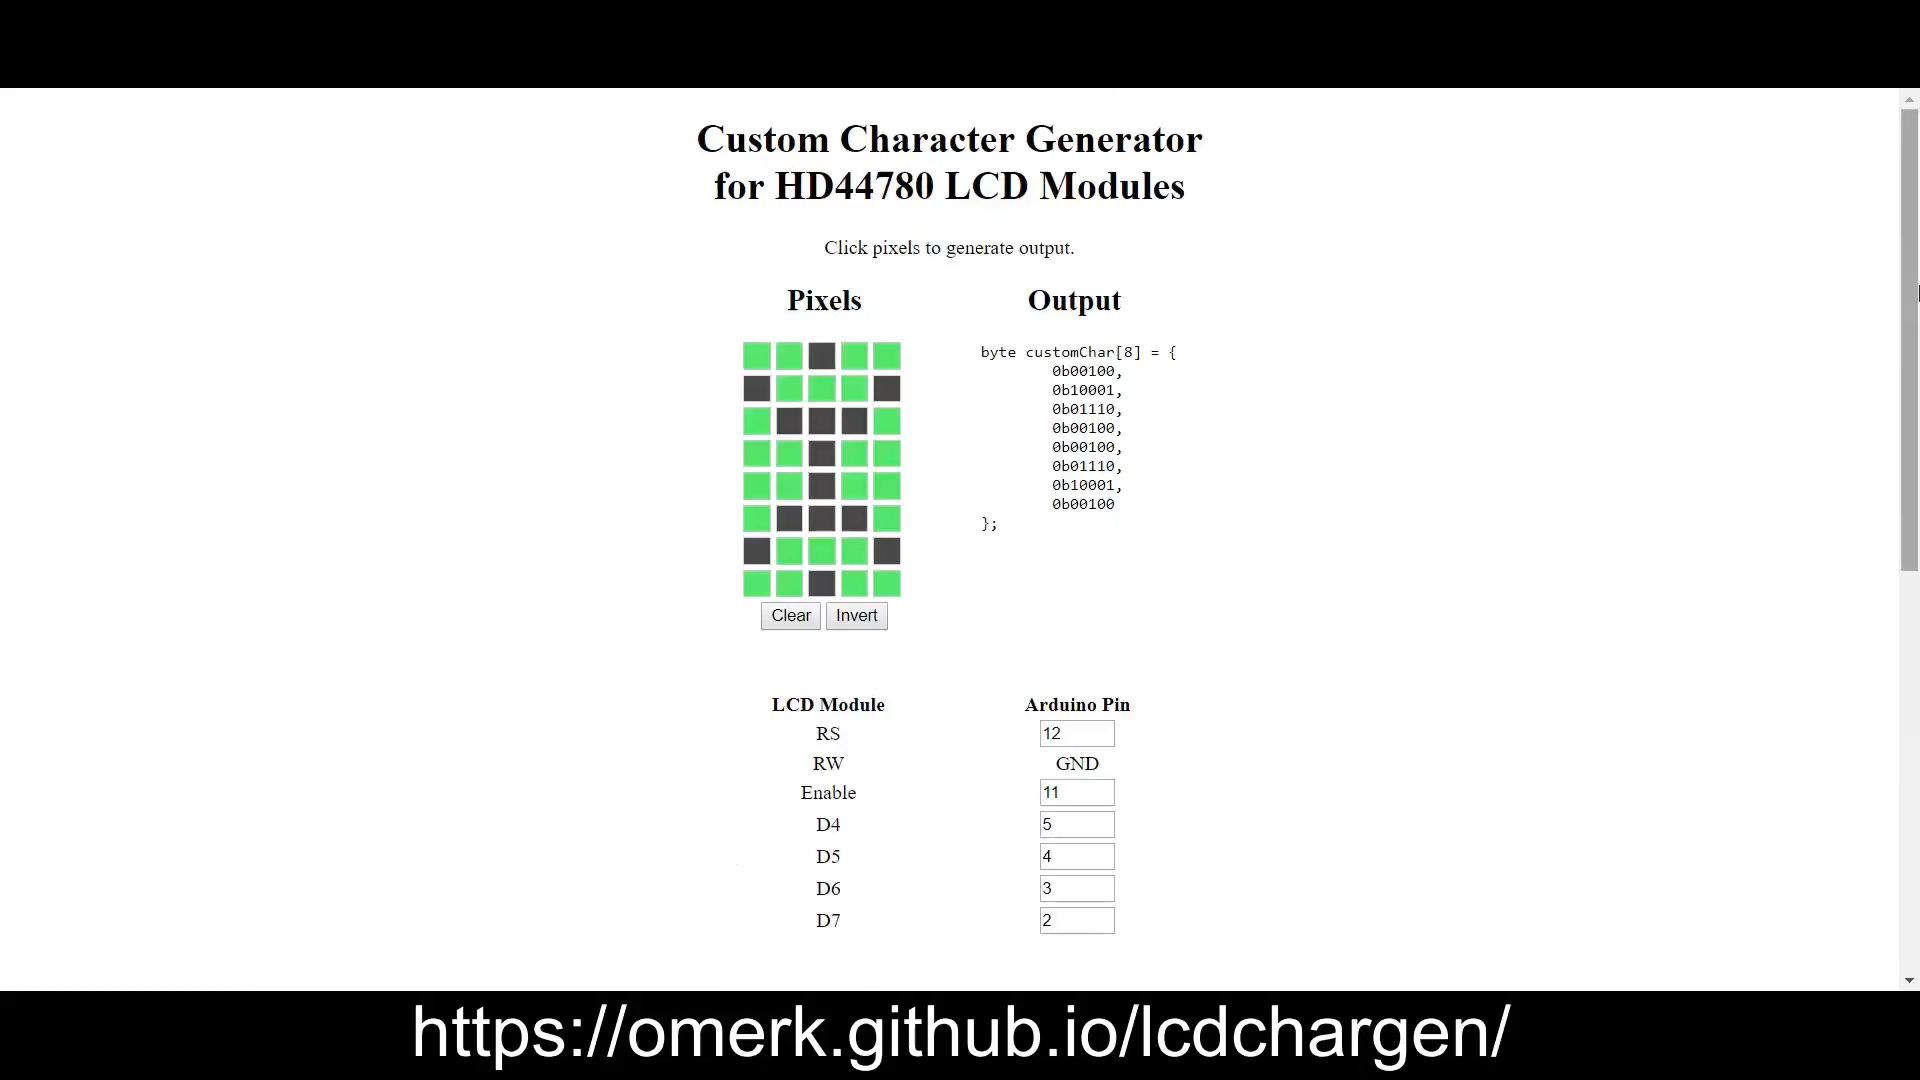 Custom Character Generator
for HD44780 LCD Modules
Click pixels to generate output.
Pixels
Output
byte customChar[8] = {
0b00100,
0b10001,
0b01110,
0b00100,
0b00100,
0b01110,
0b10001,
0b00100
};
Clear Invert
LCD Module Arduino Pin
RS 12
RW GND
Enable 11
D4 5
D5 4
D6 3
D7 2
https://omerk.github.io/lcdchargen/